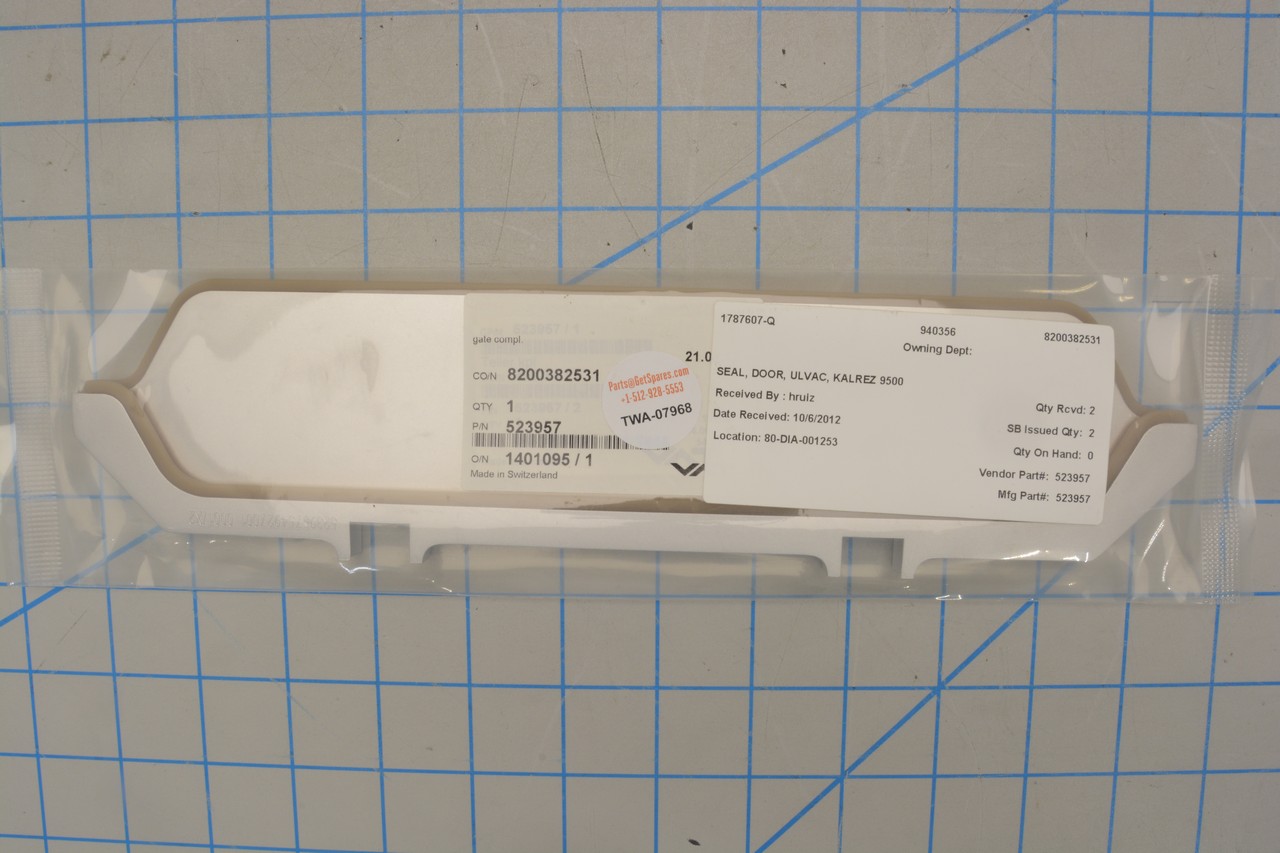 gate compl.
21.0
CO/N 8200382531
QTY 1
P/N 523957
O/N 1401095 / 1
Made in Switzerland
Parts@GetSpares.com
+1-512-928-5553
TWA-07968
1787607-Q
940356
8200382531
Owning Dept:
SEAL, DOOR, ULVAC, KALREZ 9500
Received By : hruiz
Date Received: 10/6/2012
Location: 80-DIA-001253
Qty Rcvd: 2
SB Issued Qty: 2
Qty On Hand: 0
Vendor Part#: 523957
Mfg Part#: 523957